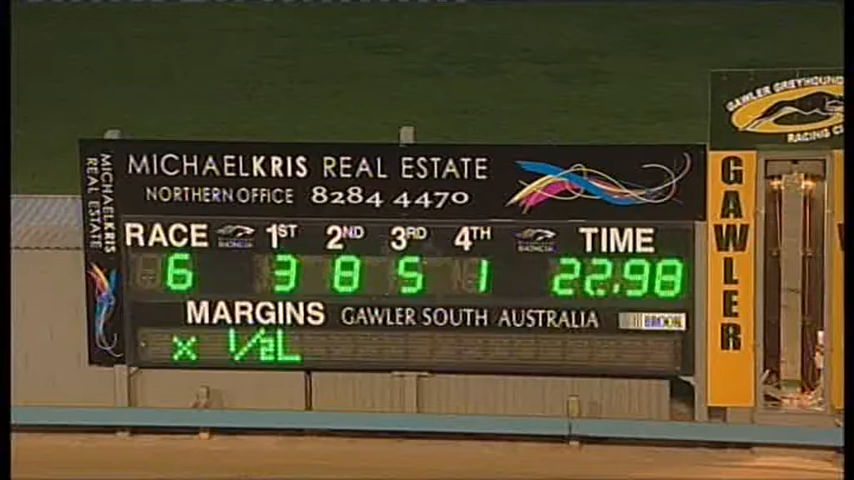 GAWLER GREYHOUND
RACING C
MICHAELKRIS REAL ESTATE
NORTHERN OFFICE 8284 4470
MICHAELKRIS
REAL ESTATE
RACE 1ST 2ND 3RD 4TH TIME
6 3 8 5 1 22.98
MARGINS GAWLER SOUTH AUSTRALIA BROOK
x 1/2L
GAWLER